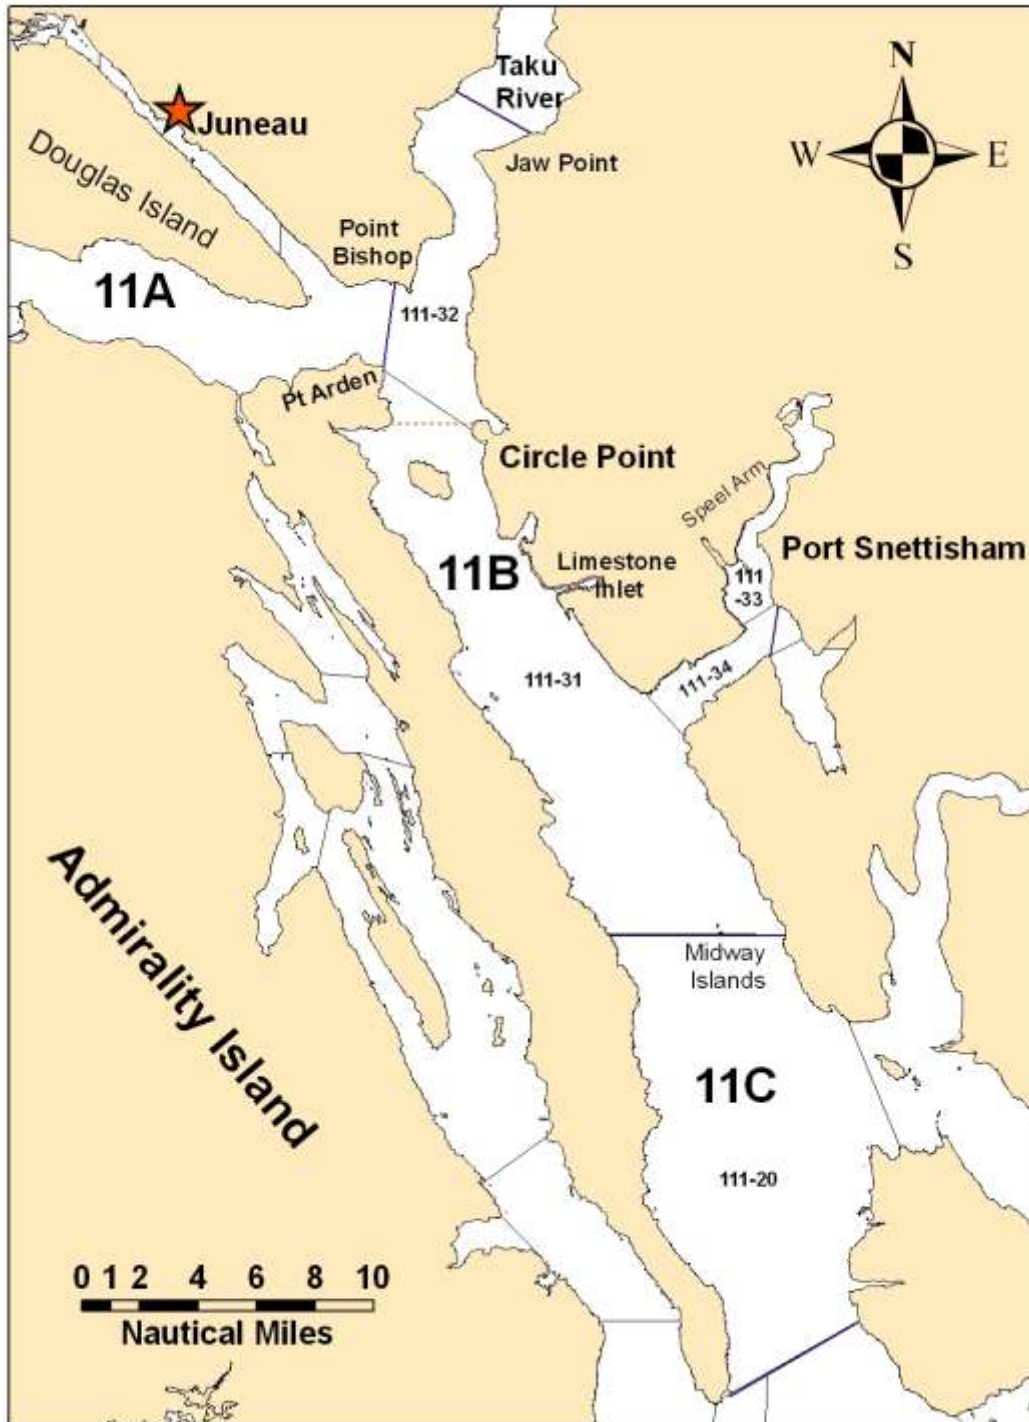 Taku
River
N
Juneau
W
E
Jaw Point
Douglas Island
Point
Bishop
S
11A
111-32
Pt Arden
Circle Point
Speel Arm
Port Snettisham
11B
Limestone
Inlet
111
-33
111-31
111-34
Admirality Island
Midway
Islands
11C
111-20
0 1 2 4 6 8 10
Nautical Miles